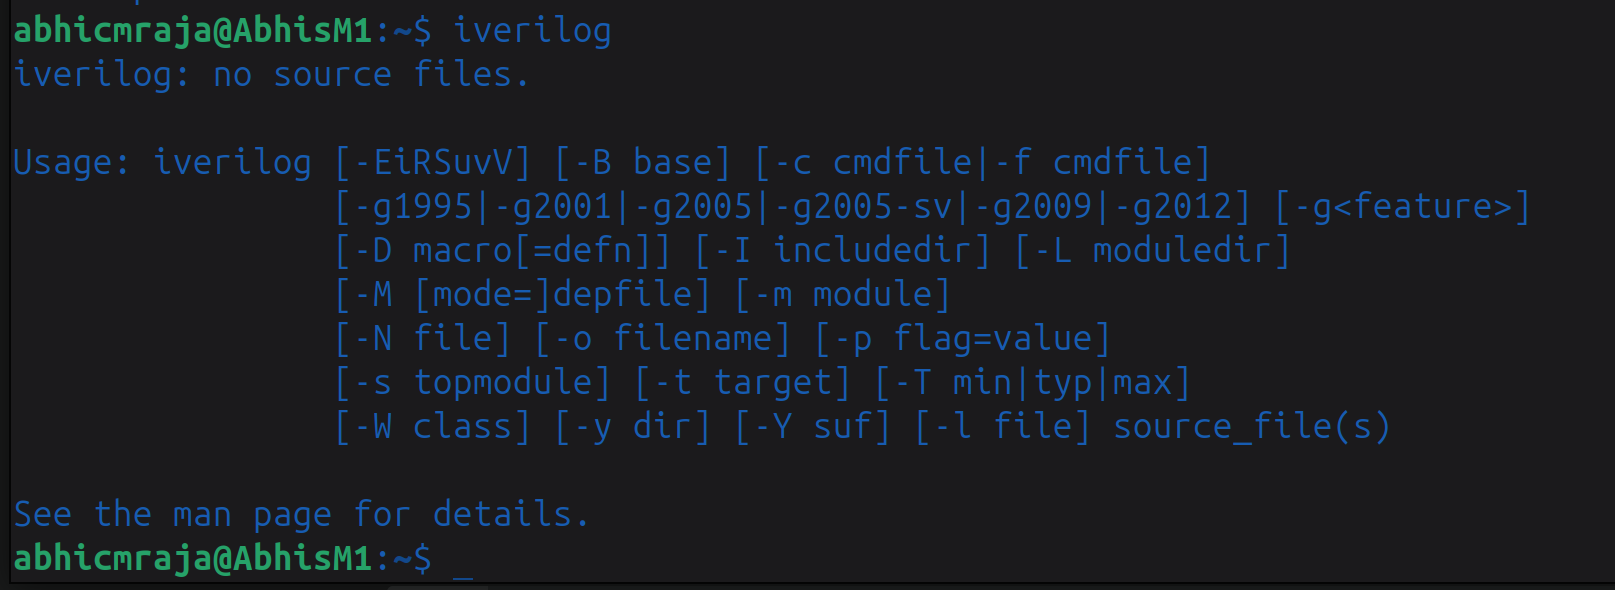 abhicmraja@AbhisM1:~$ iverilog
iverilog: no source files.

Usage: iverilog [-EiRSuvV] [-B base] [-c cmdfile|-f cmdfile]
                [-g1995|-g2001|-g2005|-g2005-sv|-g2009|-g2012] [-g<feature>]
                [-D macro[=defn]] [-I includedir] [-L moduledir]
                [-M [mode=]depfile] [-m module]
                [-N file] [-o filename] [-p flag=value]
                [-s topmodule] [-t target] [-T min|typ|max]
                [-W class] [-y dir] [-Y suf] [-l file] source_file(s)

See the man page for details.
abhicmraja@AbhisM1:~$ _